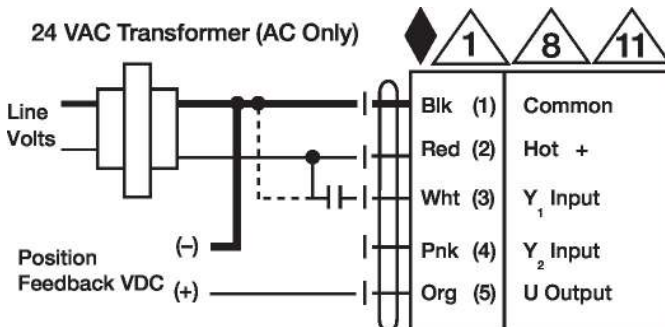 24 VAC Transformer (AC Only)
1 8 11
Line
Volts
Blk (1) Common
Red (2) Hot +
Wht (3) Y1 Input
Pnk (4) Y2 Input
Org (5) U Output
Position
Feedback VDC
(–)
(+)